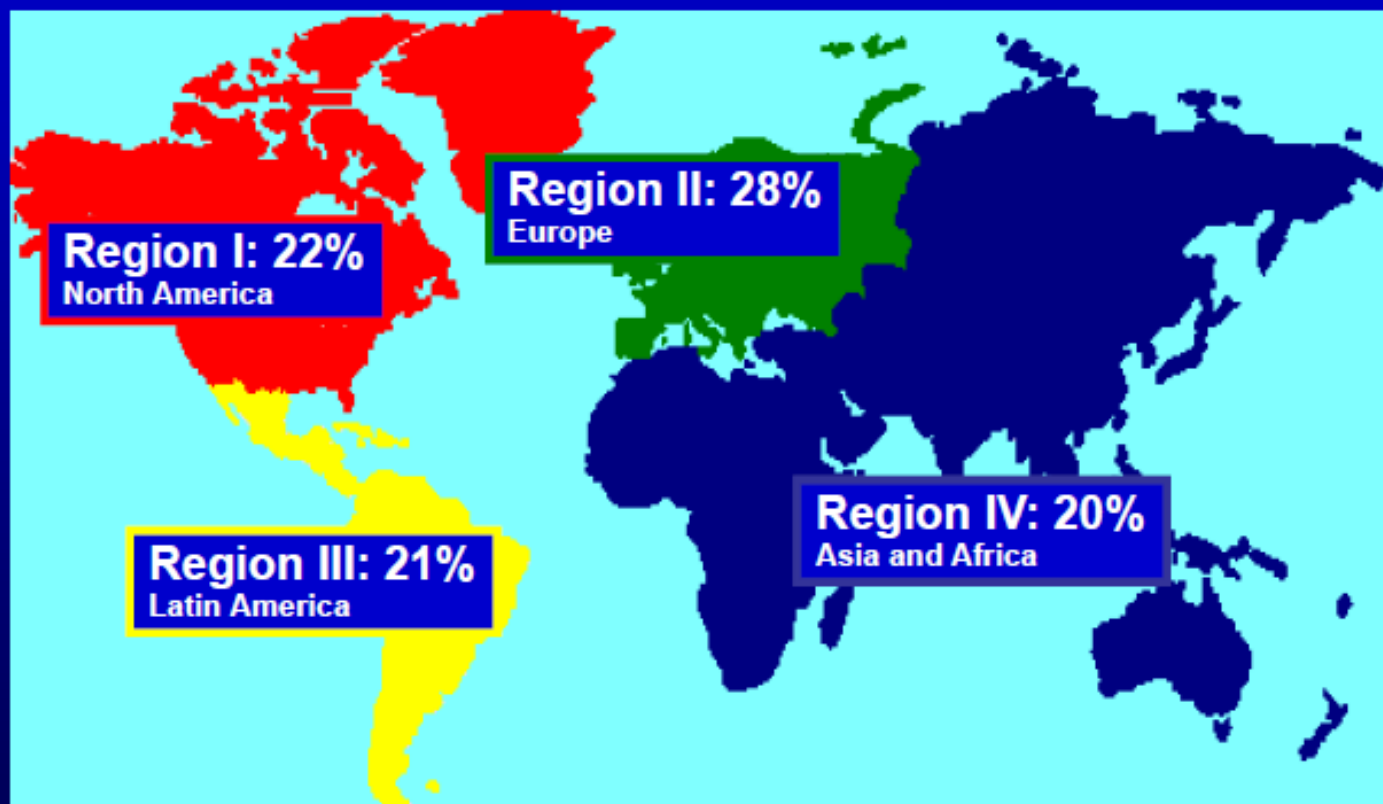 Region II: 28%
Europe
Region I: 22%
North America
Region IV: 20%
Asia and Africa
Region III: 21%
Latin America